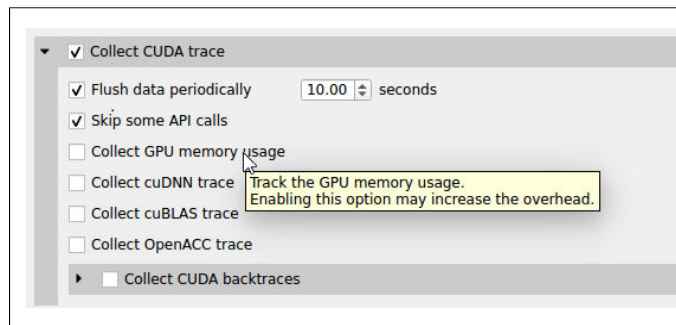 Collect CUDA trace
Flush data periodically 10.00 seconds
Skip some API calls
Collect GPU memory usage
Collect cuDNN trace
Track the GPU memory usage.
Enabling this option may increase the overhead.
Collect cuBLAS trace
Collect OpenACC trace
Collect CUDA backtraces